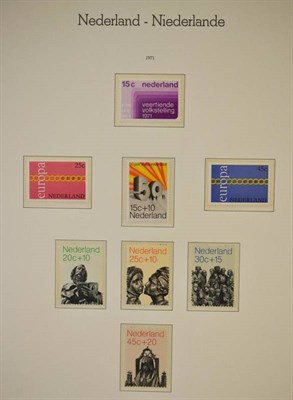 Nederland - Niederlande
1971
15c nederland
veertiende
volkstelling
1971
25c
europa
NEDERLAND
15c+10
Nederland
45c
europa
NEDERLAND
Nederland
20c+10
Nederland
25c+10
Nederland
30c+15
Nederland
45c+20